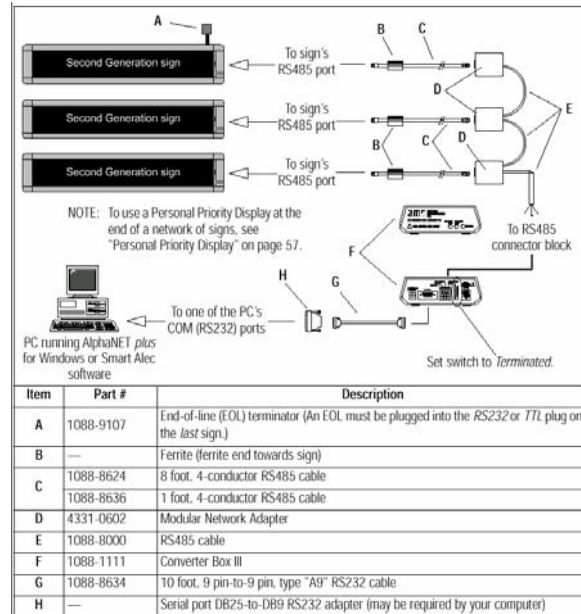 A
B
C
Second Generation sign
To sign's
RS485 port
D
Second Generation sign
To sign's
RS485 port
E
B
C
D
Second Generation sign
To sign's
RS485 port
NOTE: To use a Personal Priority Display at the
end of a network of signs, see
"Personal Priority Display" on page 57.
To RS485
connector block
F
H
G
To one of the PC's
COM (RS232) ports
PC running AlphaNET plus
for Windows or Smart Alec
software
Set switch to Terminated.
Item Part # Description
A 1088-9107 End-of-line (EOL) terminator (An EOL must be plugged into the RS232 or TTL plug on
the last sign.)
B — Ferrite (ferrite end towards sign)
C 1088-8624 8 foot, 4-conductor RS485 cable
1088-8636 1 foot, 4-conductor RS485 cable
D 4331-0602 Modular Network Adapter
E 1088-8000 RS485 cable
F 1088-1111 Converter Box III
G 1088-8634 10 foot, 9 pin-to-9 pin, type "A9" RS232 cable
H — Serial port DB25-to-DB9 RS232 adapter (may be required by your computer)